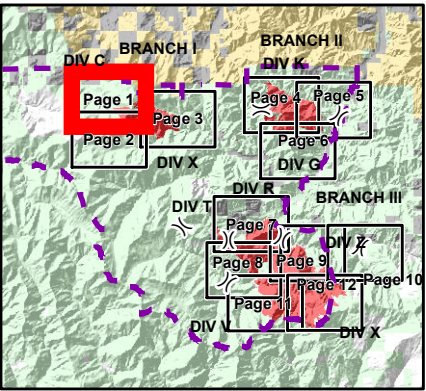 BRANCH I
BRANCH II
DIV C
DIV K
Page 1
Page 3
Page 4
Page 5
Page 2
Page 6
DIV X
DIV G
DIV R
BRANCH III
DIV T
Page 7
DIV Z
Page 8
Page 9
Page 10
Page 12
Page 11
DIV V
DIV X